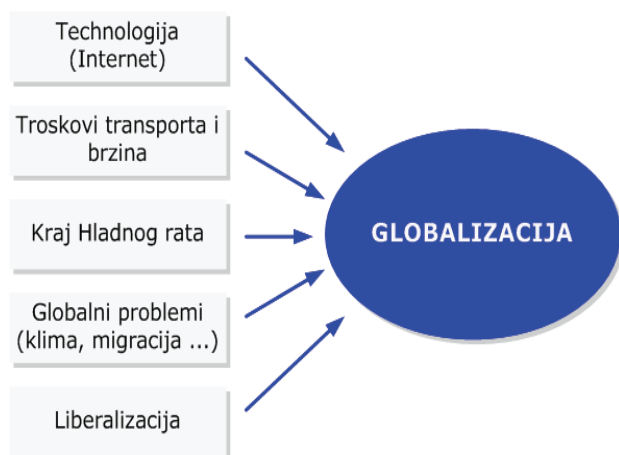 Technologija
(Internet)
Troskovi transporta i
brzina
Kraj Hladnog rata
Globalni problemi
(klima, migracija ...)
Liberalizacija
GLOBALIZACIJA